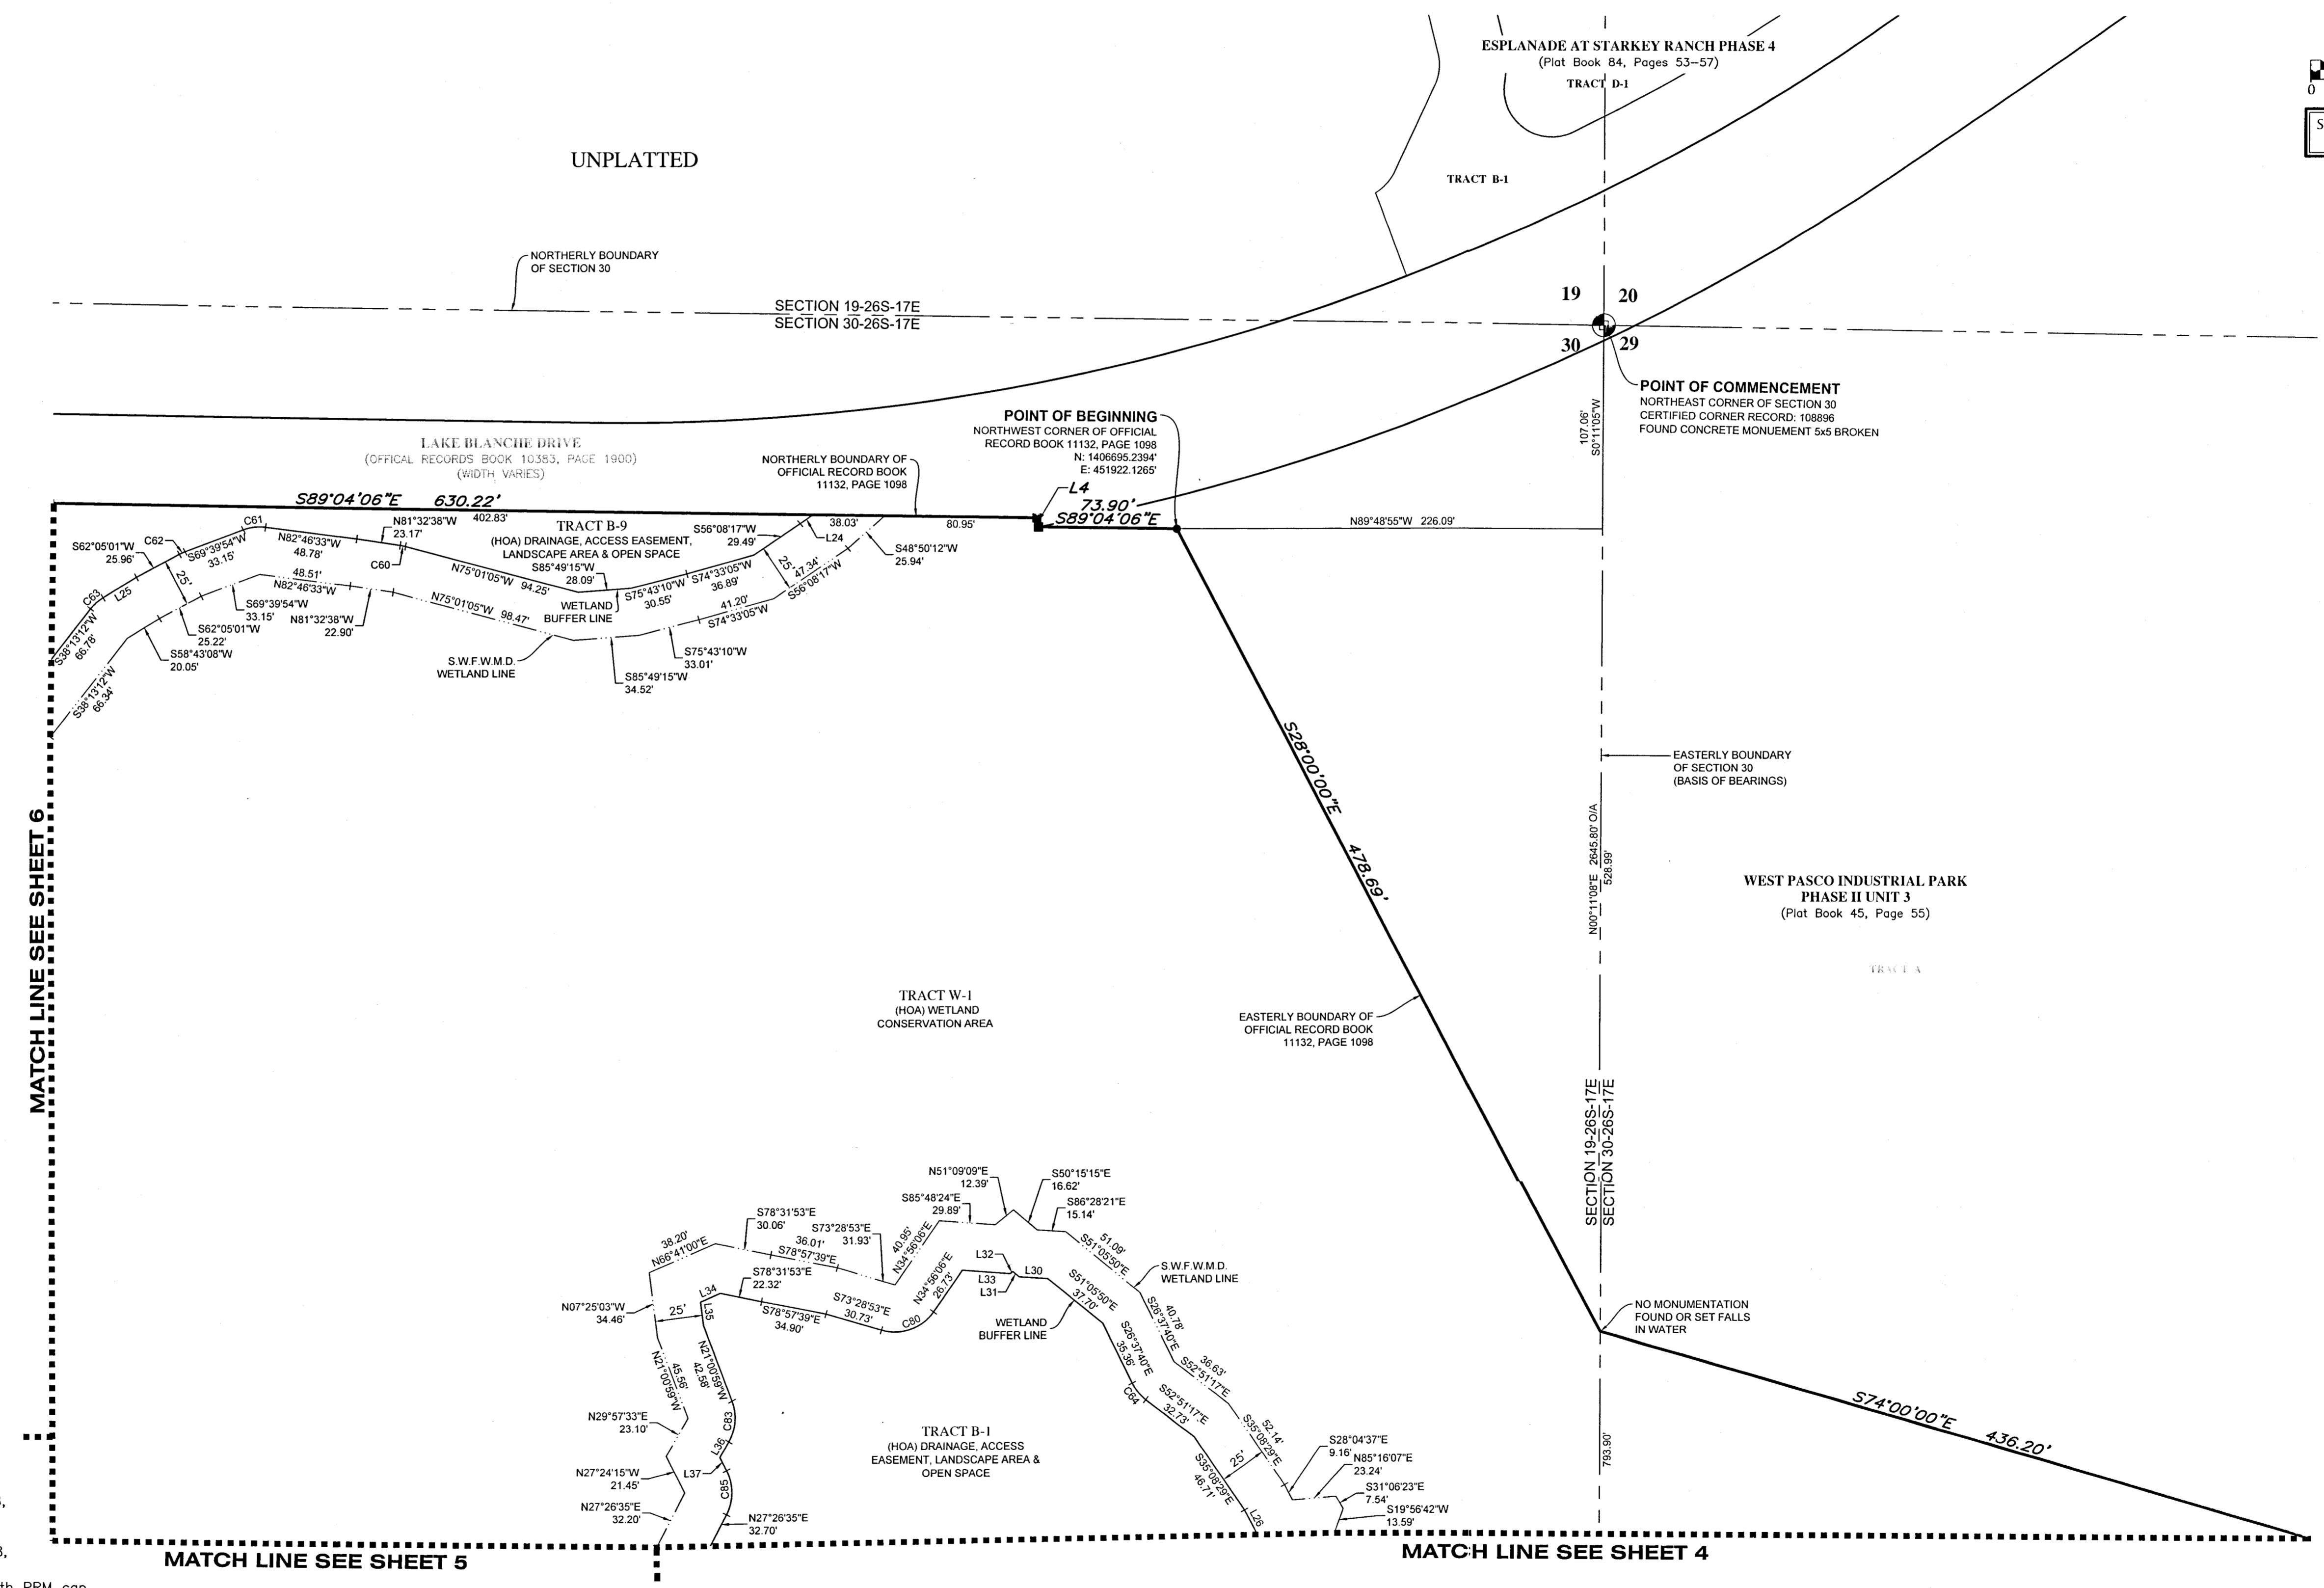 ESPLANADE AT STARKEY RANCH PHASE 4
(Plat Book 84, Pages 53-57)
TRACT D-1
0
S
UNPLATTED
TRACT B-1
NORTHERLY BOUNDARY
OF SECTION 30
SECTION 19-26S-17E
SECTION 30-26S-17E
19
20
30
29
POINT OF COMMENCEMENT
NORTHEAST CORNER OF SECTION 30
CERTIFIED CORNER RECORD: 108896
FOUND CONCRETE MONUEMENT 5x5 BROKEN
107.06'
S0°11'05"W
POINT OF BEGINNING
NORTHWEST CORNER OF OFFICIAL
RECORD BOOK 11132, PAGE 1098
N: 1406695.2394'
E: 451922.1265'
LAKE BLANCHE DRIVE
(OFFICAL RECORDS BOOK 10383, PAGE 1900)
(WIDTH VARIES)
NORTHERLY BOUNDARY OF
OFFICIAL RECORD BOOK
11132, PAGE 1098
L4
73.90'
S89°04'06"E
S89°04'06"E 630.22'
402.83'
38.03'
80.95'
N89°48'55"W 226.09'
TRACT B-9
(HOA) DRAINAGE, ACCESS EASEMENT,
LANDSCAPE AREA & OPEN SPACE
C61
N81°32'38"W
23.17'
S56°08'17"W
29.49'
L24
S48°50'12"W
25.94'
S62°05'01"W
25.96'
C62
S69°39'54"W
33.15'
N82°46'33"W
48.78'
C60
N75°01'05"W 94.25'
S85°49'15"W
28.09'
S75°43'10"W
30.55'
S74°33'05"W
36.89'
25'
47.34'
S56°08'17"W
C63
L25
25'
48.51'
N82°46'33"W
N75°01'05"W 98.47'
WETLAND
BUFFER LINE
41.20'
S74°33'05"W
S38°13'12"W
66.78'
S69°39'54"W
33.15'
N81°32'38"W
22.90'
S62°05'01"W
25.22'
S58°43'08"W
20.05'
S.W.F.W.M.D.
WETLAND LINE
S75°43'10"W
33.01'
S85°49'15"W
34.52'
S38°13'12"W
66.34'
S28°00'00"E 478.69'
EASTERLY BOUNDARY
OF SECTION 30
(BASIS OF BEARINGS)
N00°11'08"E 2645.80' O/A
528.99'
WEST PASCO INDUSTRIAL PARK
PHASE II UNIT 3
(Plat Book 45, Page 55)
TRACT A
MATCH LINE SEE SHEET 6
TRACT W-1
(HOA) WETLAND
CONSERVATION AREA
EASTERLY BOUNDARY OF
OFFICIAL RECORD BOOK
11132, PAGE 1098
SECTION 19-26S-17E
SECTION 30-26S-17E
N51°09'09"E
12.39'
S50°15'15"E
16.62'
S85°48'24"E
29.89'
S86°28'21"E
15.14'
S78°31'53"E
30.06'
S73°28'53"E
31.93'
36.01'
S78°57'39"E
38.20'
N66°41'00"E
40.95'
N34°56'06"E
51.09'
S51°05'50"E
S.W.F.W.M.D.
WETLAND LINE
L32
L33
L31
L30
S51°05'50"E
37.70'
N34°56'06"E
26.73'
S78°31'53"E
22.32'
L34
L35
25'
N07°25'03"W
34.46'
S78°57'39"E
34.90'
S73°28'53"E
30.73'
C80
WETLAND
BUFFER LINE
40.78'
S26°37'40"E
S26°37'40"E
35.36'
NO MONUMENTATION
FOUND OR SET FALLS
IN WATER
45.56'
N21°00'59"W
N21°00'59"W
42.58'
36.63'
S52°51'17"E
C64
S52°51'17"E
32.73'
N29°57'33"E
23.10'
C83
52.14'
S35°08'29"E
25'
TRACT B-1
(HOA) DRAINAGE, ACCESS
EASEMENT, LANDSCAPE AREA &
OPEN SPACE
L36
L37
N27°24'15"W
21.45'
C85
S35°08'29"E
46.71'
S28°04'37"E
9.16'
N85°16'07"E
23.24'
S31°06'23"E
7.54'
S19°56'42"W
13.59'
N27°26'35"E
32.20'
N27°26'35"E
32.70'
L26
793.90'
S74°00'00"E 436.20'
MATCH LINE SEE SHEET 5
MATCH LINE SEE SHEET 4
th PRM cap